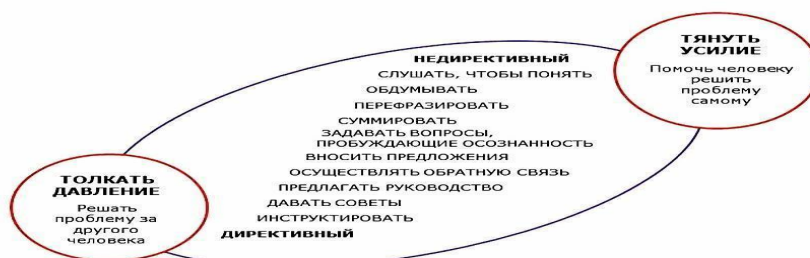 ТЯНУТЬ
УСИЛИЕ
Помочь человеку
решить
проблему
самому
НЕДИРЕКТИВНЫЙ
СЛУШАТЬ, ЧТОБЫ ПОНЯТЬ
ОБДУМЫВАТЬ
ПЕРЕФРАЗИРОВАТЬ
СУММИРОВАТЬ
ЗАДАВАТЬ ВОПРОСЫ,
ПРОБУЖДАЮЩИЕ ОСОЗНАННОСТЬ
ВНОСИТЬ ПРЕДЛОЖЕНИЯ
ОСУЩЕСТВЛЯТЬ ОБРАТНУЮ СВЯЗЬ
ПРЕДЛАГАТЬ РУКОВОДСТВО
ДАВАТЬ СОВЕТЫ
ИНСТРУКТИРОВАТЬ
ДИРЕКТИВНЫЙ
ТОЛКАТЬ
ДАВЛЕНИЕ
Решать
проблему за
другого
человека